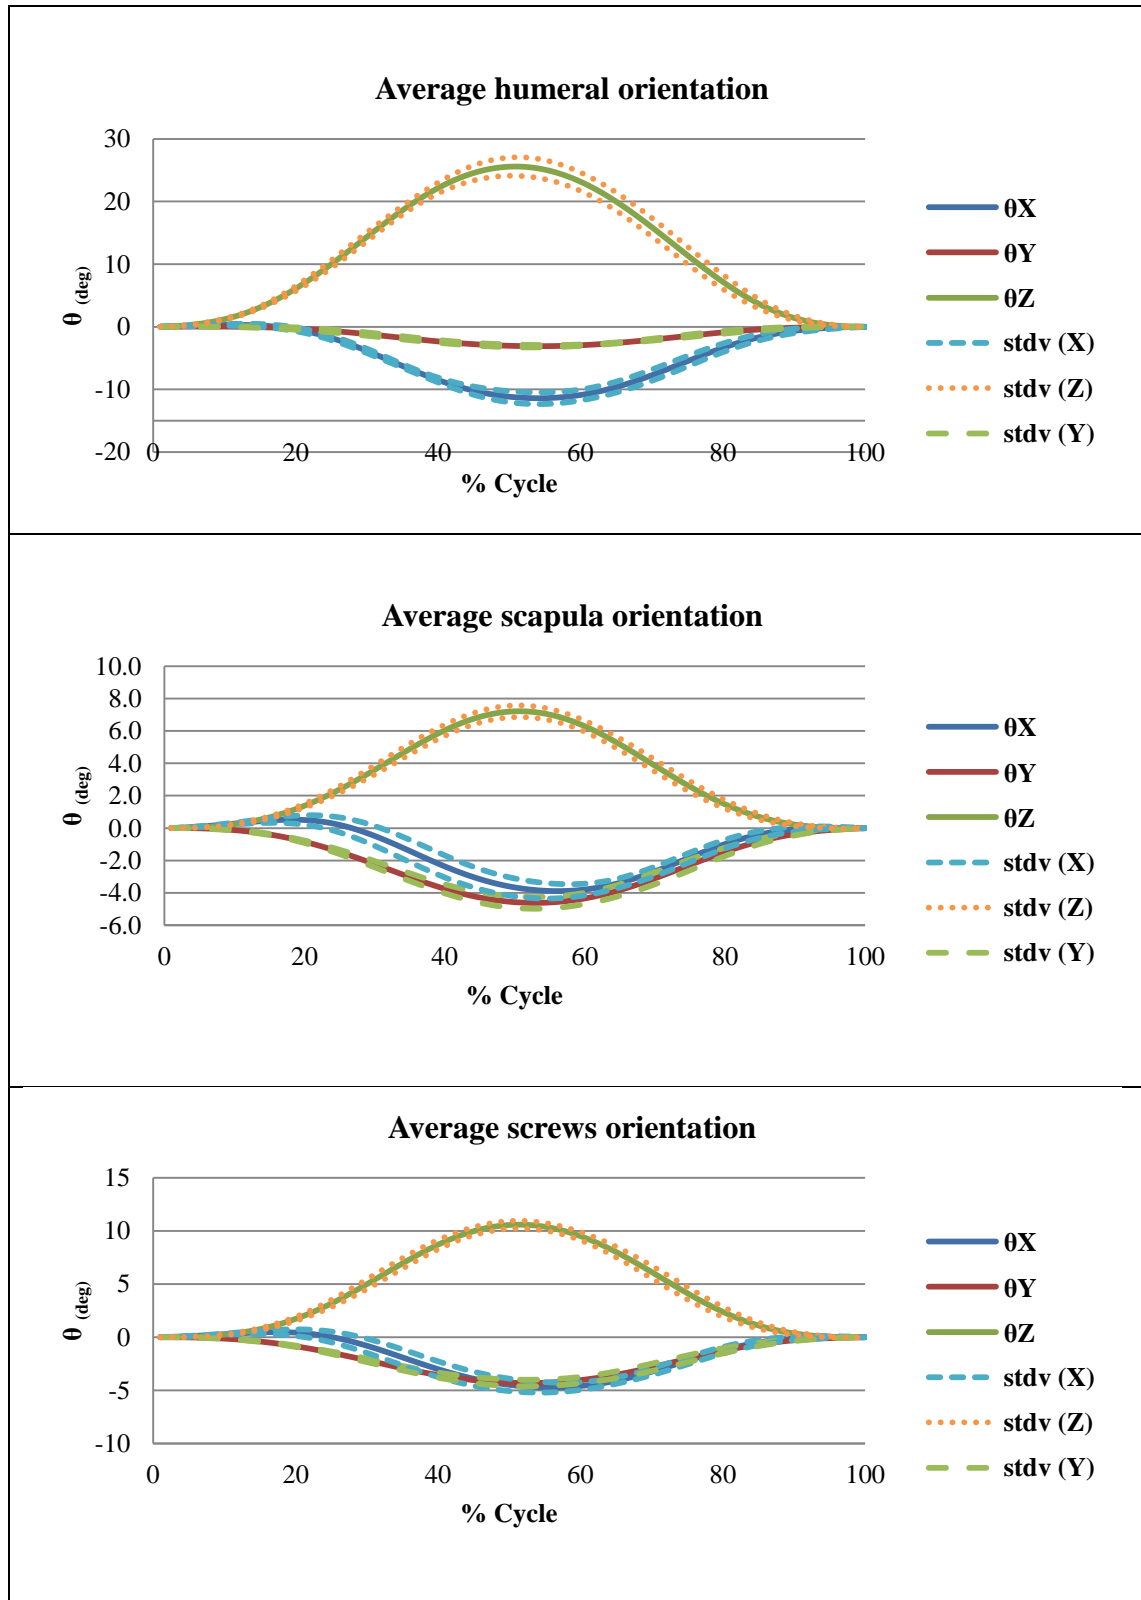 Average humeral orientation
30
20
10
0
-10
-20
θ (deg)
0 20 40 60 80 100
% Cycle
θX
θY
θZ
stdv (X)
stdv (Z)
stdv (Y)
Average scapula orientation
10.0
8.0
6.0
4.0
2.0
0.0
-2.0
-4.0
-6.0
θ (deg)
0 20 40 60 80 100
% Cycle
θX
θY
θZ
stdv (X)
stdv (Z)
stdv (Y)
Average screws orientation
15
10
5
0
-5
-10
θ (deg)
0 20 40 60 80 100
% Cycle
θX
θY
θZ
stdv (X)
stdv (Z)
stdv (Y)